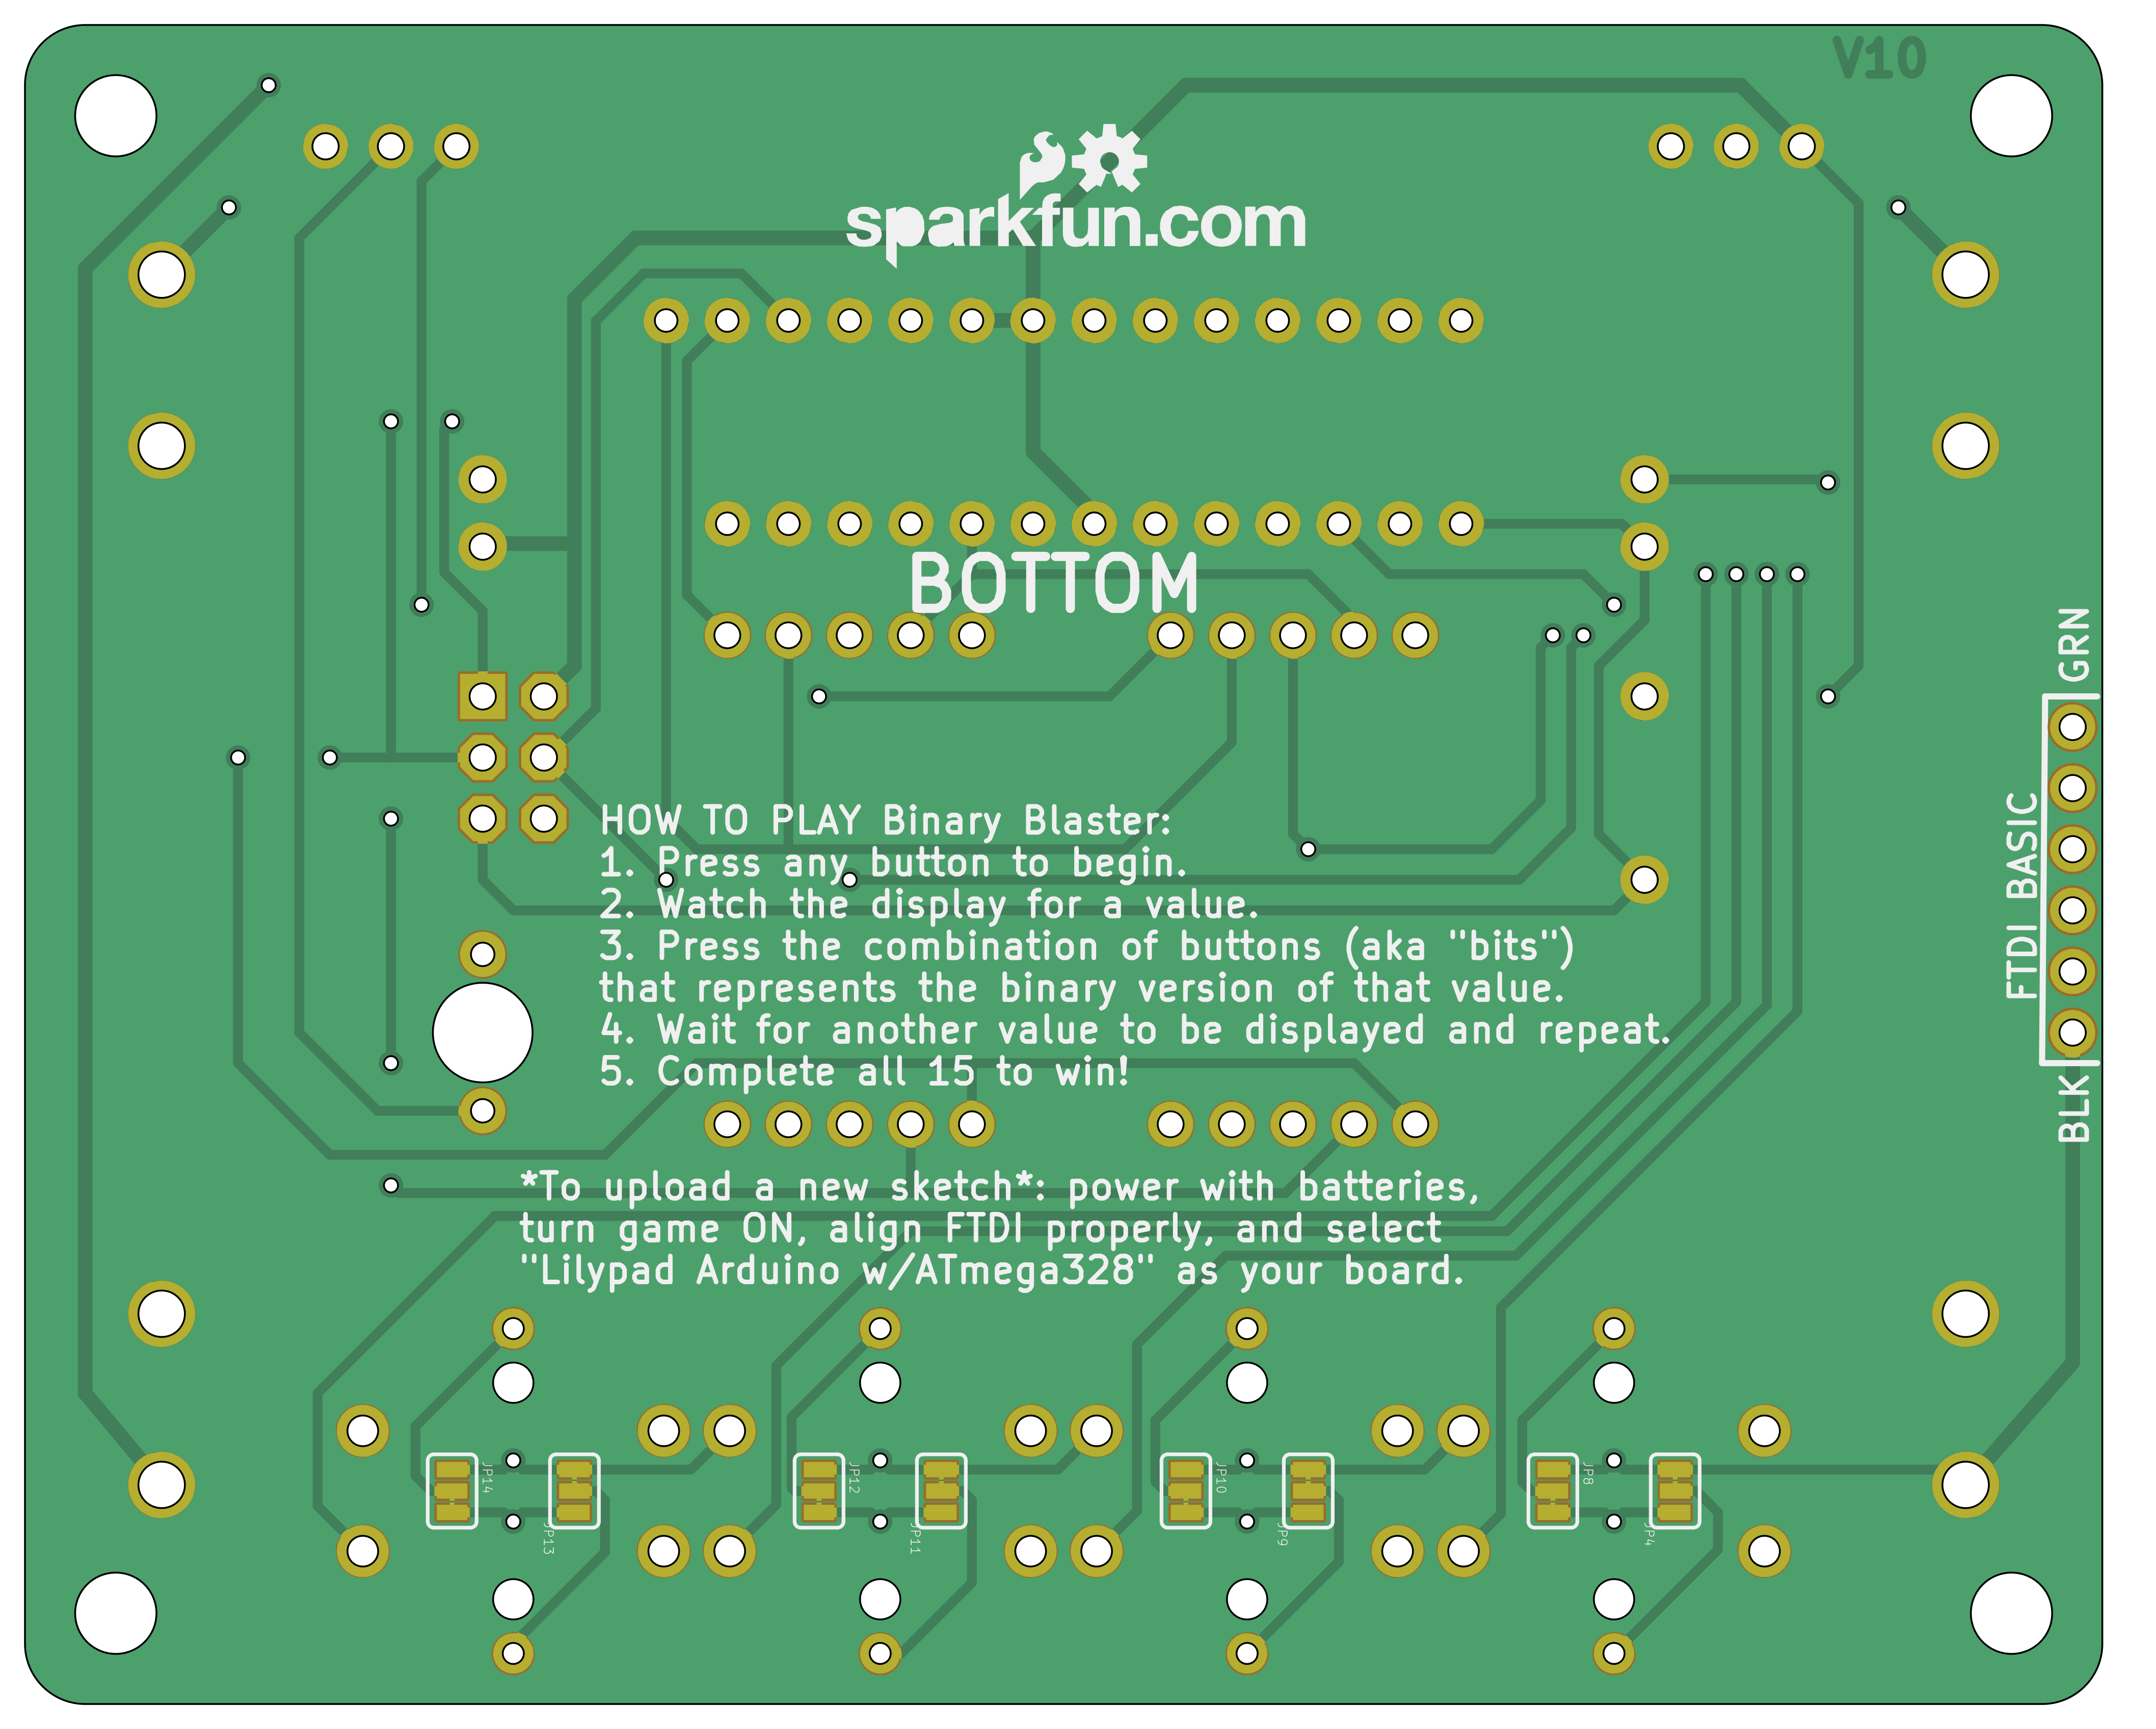 V10
sparkfun.com
BOTTOM
GRN
FTDI BASIC
BLK
HOW TO PLAY Binary Blaster:
1. Press any button to begin.
2. Watch the display for a value.
3. Press the combination of buttons (aka "bits")
that represents the binary version of that value.
4. Wait for another value to be displayed and repeat.
5. Complete all 15 to win!
*To upload a new sketch*: power with batteries,
turn game ON, align FTDI properly, and select
"Lilypad Arduino w/ATmega328" as your board.
JP14
JP13
JP12
JP11
JP10
JP9
JP8
JP4